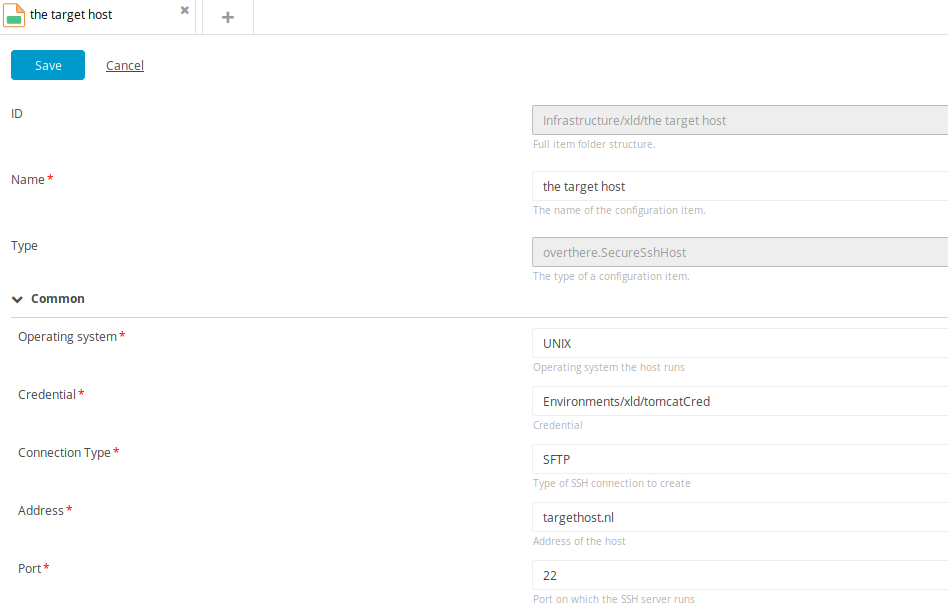 the target host
Save Cancel
ID
Infrastructure/xld/the target host
Full item folder structure.
Name *
the target host
The name of the configuration item.
Type
overthere.SecureSshHost
The type of a configuration item.
Common
Operating system *
UNIX
Operating system the host runs
Credential *
Environments/xld/tomcatCred
Credential
Connection Type *
SFTP
Type of SSH connection to create
Address *
targethost.nl
Address of the host
Port *
22
Port on which the SSH server runs